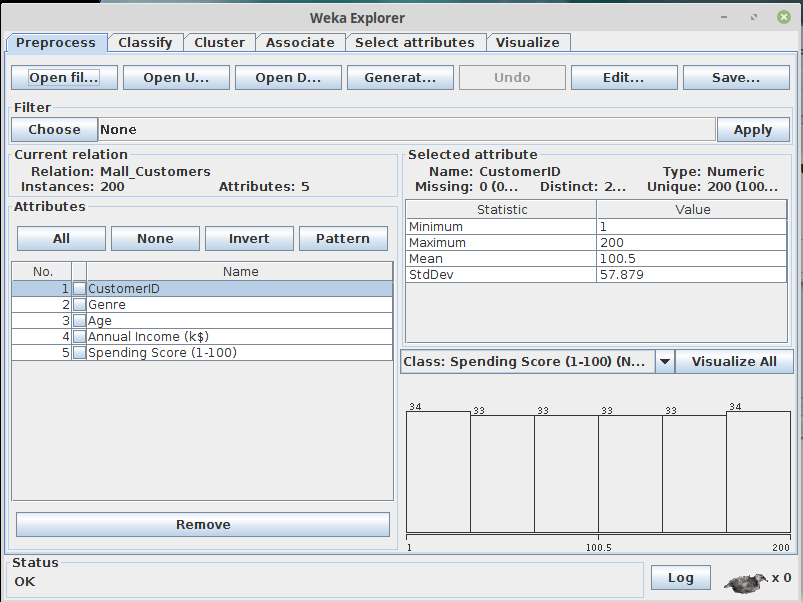 Weka Explorer
Preprocess Classify Cluster Associate Select attributes Visualize
Open fil... Open U... Open D... Generat... Undo Edit... Save...
Filter
Choose None Apply
Current relation
Relation: Mall_Customers
Instances: 200 Attributes: 5
Attributes
All None Invert Pattern
No. Name
1 CustomerID
2 Genre
3 Age
4 Annual Income (k$)
5 Spending Score (1-100)
Remove
Selected attribute
Name: CustomerID Type: Numeric
Missing: 0 (0... Distinct: 2... Unique: 200 (100...
Statistic Value
Minimum 1
Maximum 200
Mean 100.5
StdDev 57.879
Class: Spending Score (1-100) (N... Visualize All
34 33 33 33 33 34
1 100.5 200
Status
OK
Log x 0